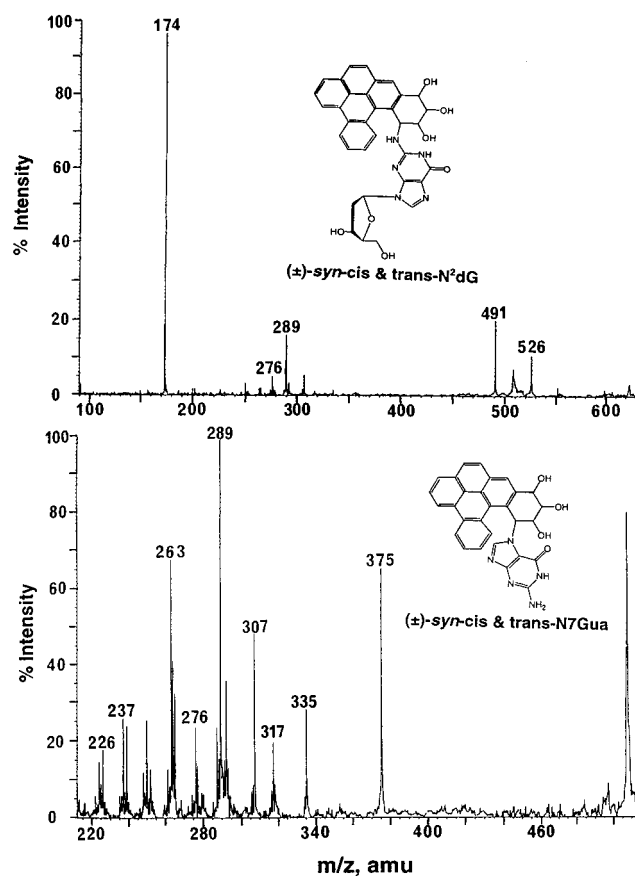 174
100
80
60
40
20
0
% Intensity
OH
OH
OH
HN
N
NH
O
N
N
O
HO
OH
(±)-syn-cis & trans-N²dG
289
276
491
526
100
200
300
400
500
600
100
80
60
40
20
0
% Intensity
289
263
375
307
335
237
276
317
226
OH
OH
OH
N
O
N
NH
N
NH₂
(±)-syn-cis & trans-N7Gua
220
280
340
400
460
m/z, amu